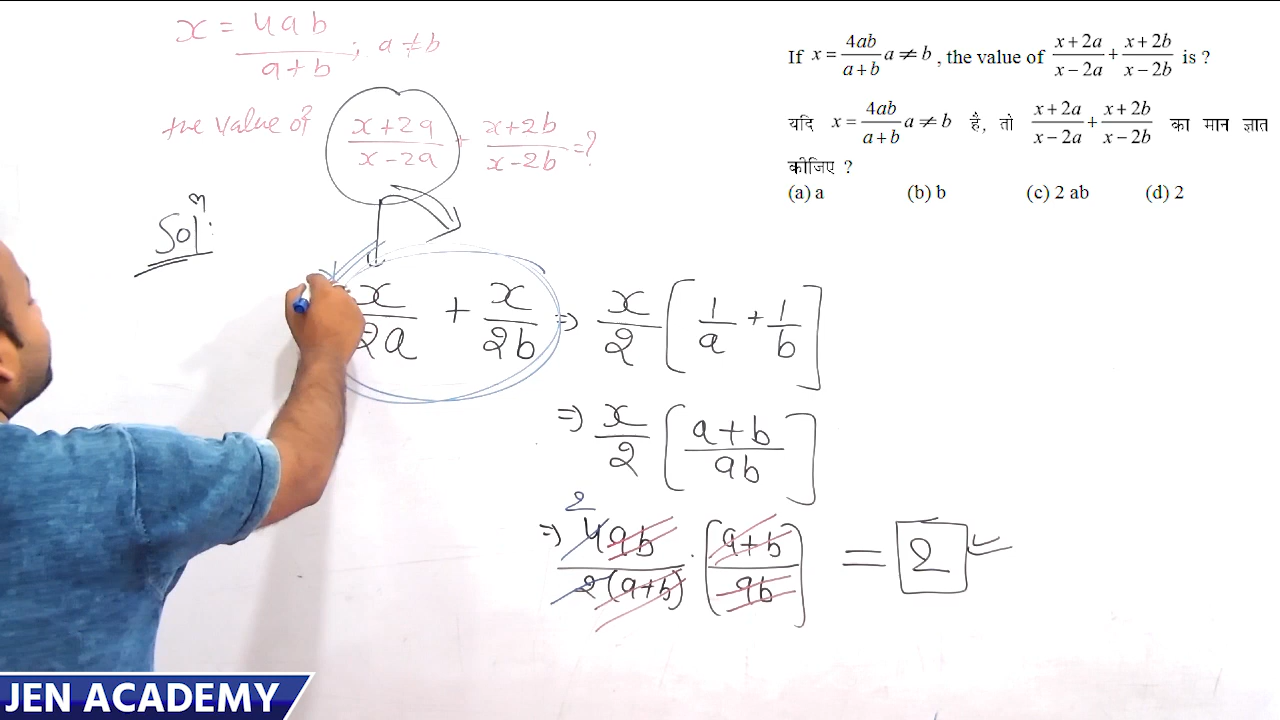 x = 4ab / a+b ; a ≠ b
the value of x+2a / x-2a + x+2b / x-2b = ?
Sol:
x / 2a + x / 2b ⇒ x / 2 [ 1 / a + 1 / b ]
⇒ x / 2 [ a+b / ab ]
2
⇒ 4ab / 2(a+b) . [ a+b / ab ] = 2
If x = 4ab / a+b a ≠ b , the value of x+2a / x-2a + x+2b / x-2b is ?
यदि x = 4ab / a+b a ≠ b है, तो x+2a / x-2a + x+2b / x-2b का मान ज्ञात
कीजिए ?
(a) a (b) b (c) 2 ab (d) 2
JEN ACADEMY